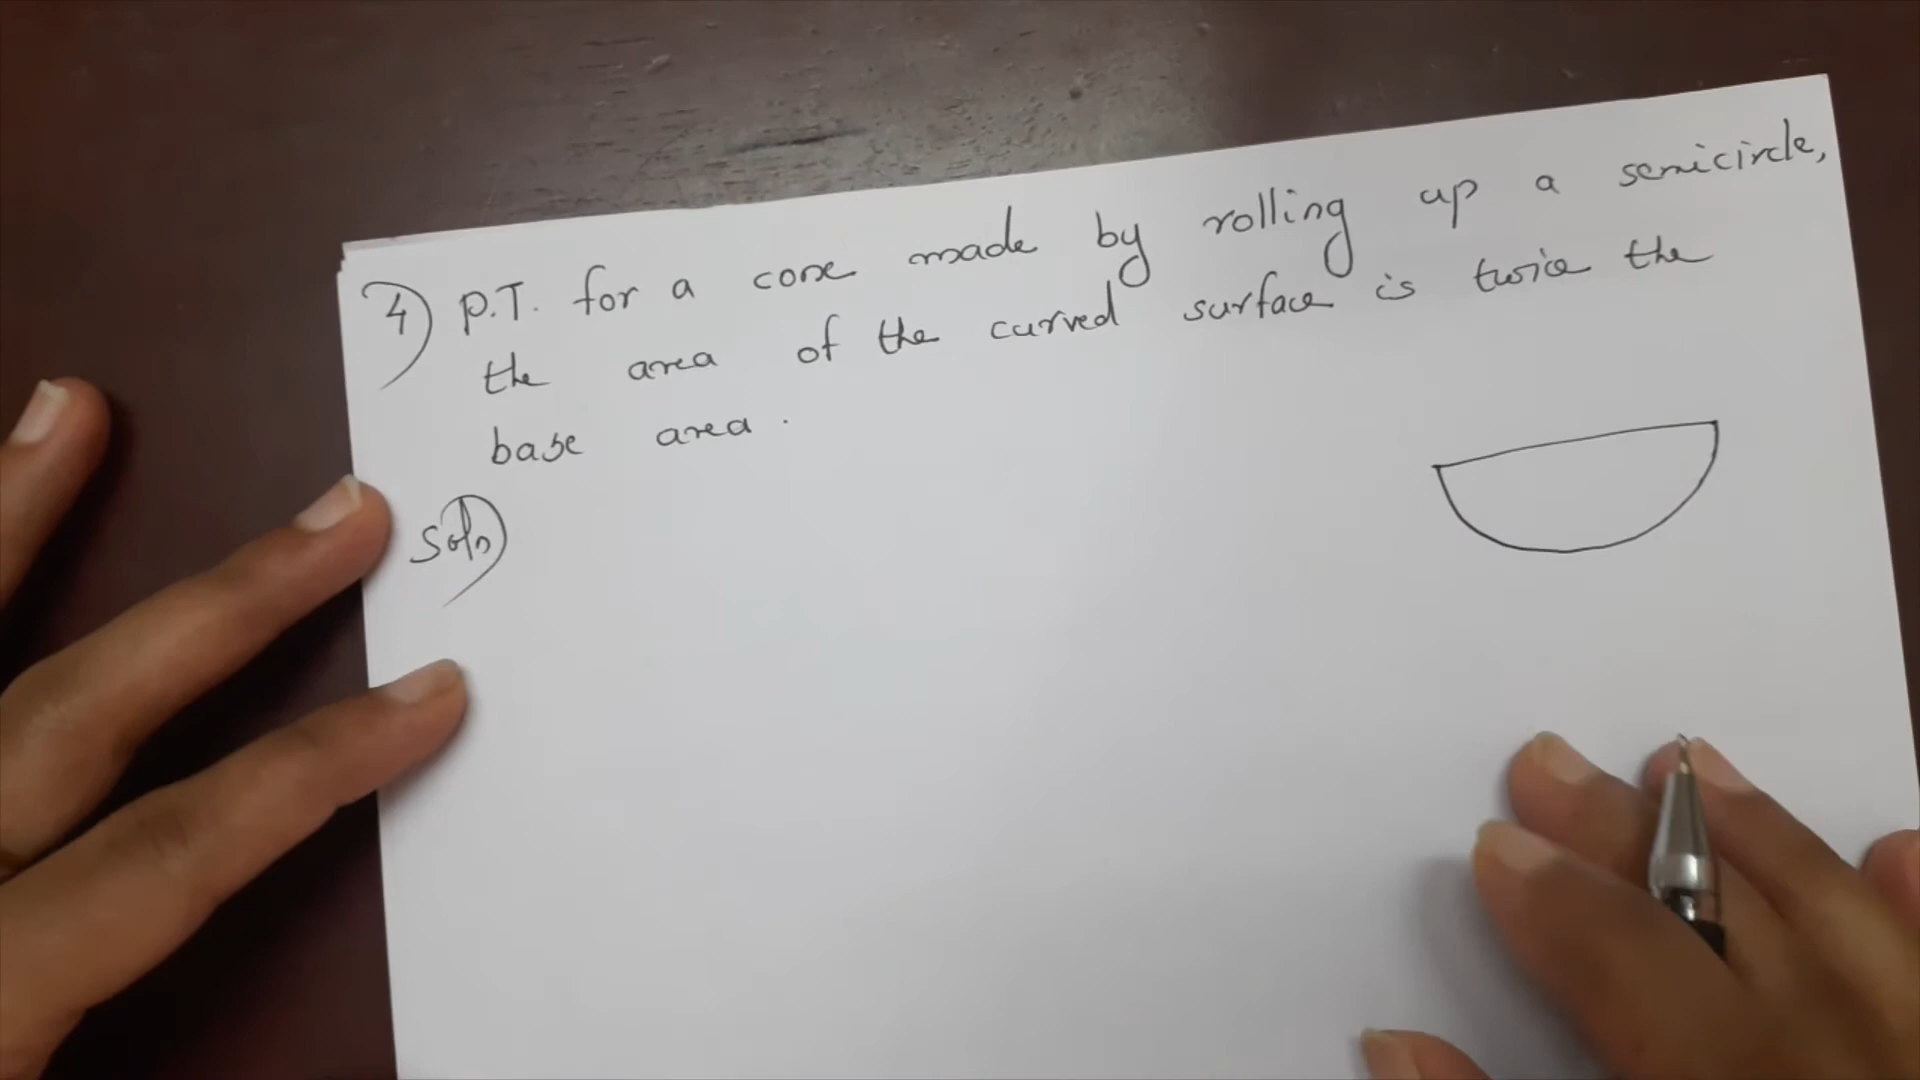 4) P.T. for a cone made by rolling up a semicircle,
the area of the curved surface is twice the
base area.
Soln)